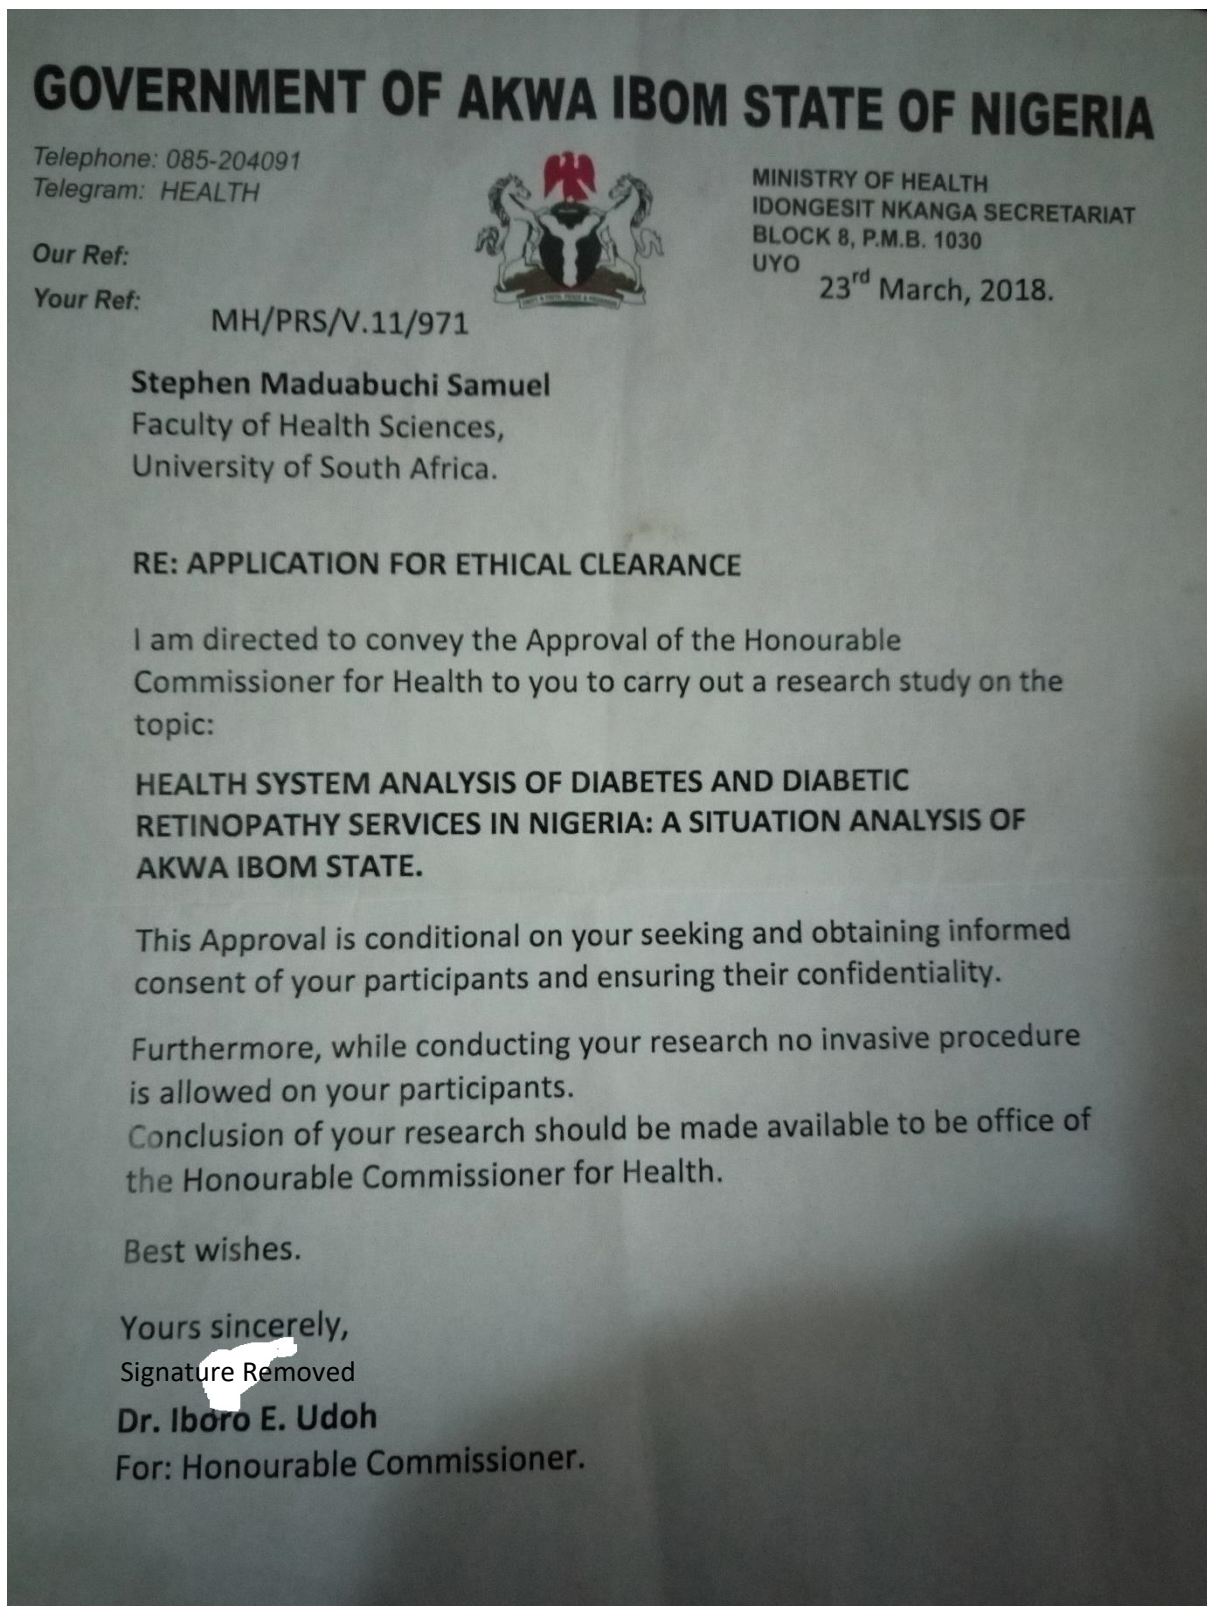 GOVERNMENT OF AKWA IBOM STATE OF NIGERIA
Telephone: 085-204091
Telegram: HEALTH
Our Ref:
Your Ref:
MH/PRS/V.11/971
MINISTRY OF HEALTH
IDONGESIT NKANGA SECRETARIAT
BLOCK 8, P.M.B. 1030
UYO
23rd March, 2018.
Stephen Maduabuchi Samuel
Faculty of Health Sciences,
University of South Africa.
RE: APPLICATION FOR ETHICAL CLEARANCE
I am directed to convey the Approval of the Honourable
Commissioner for Health to you to carry out a research study on the
topic:
HEALTH SYSTEM ANALYSIS OF DIABETES AND DIABETIC
RETINOPATHY SERVICES IN NIGERIA: A SITUATION ANALYSIS OF
AKWA IBOM STATE.
This Approval is conditional on your seeking and obtaining informed
consent of your participants and ensuring their confidentiality.
Furthermore, while conducting your research no invasive procedure
is allowed on your participants.
Conclusion of your research should be made available to be office of
the Honourable Commissioner for Health.
Best wishes.
Yours sincerely,
Signature Removed
Dr. Iboro E. Udoh
For: Honourable Commissioner.